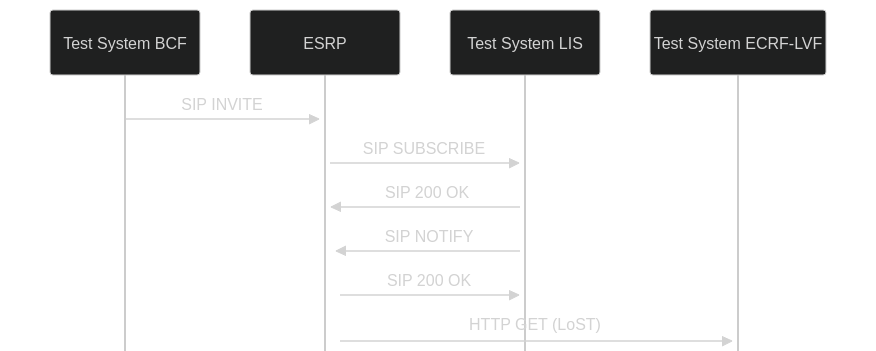 Test System BCF
ESRP
Test System LIS
Test System ECRF-LVF
SIP INVITE
SIP SUBSCRIBE
SIP 200 OK
SIP NOTIFY
SIP 200 OK
HTTP GET (LoST)